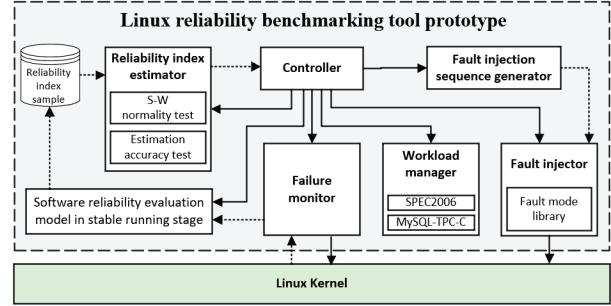 Linux reliability benchmarking tool prototype
Reliability
index
sample
Reliability index
estimator
S-W
normality test
Estimation
accuracy test
Controller
Fault injection
sequence generator
Software reliability evaluation
model in stable running stage
Failure
monitor
Workload
manager
SPEC2006
MySQL-TPC-C
Fault injector
Fault mode
library
Linux Kernel